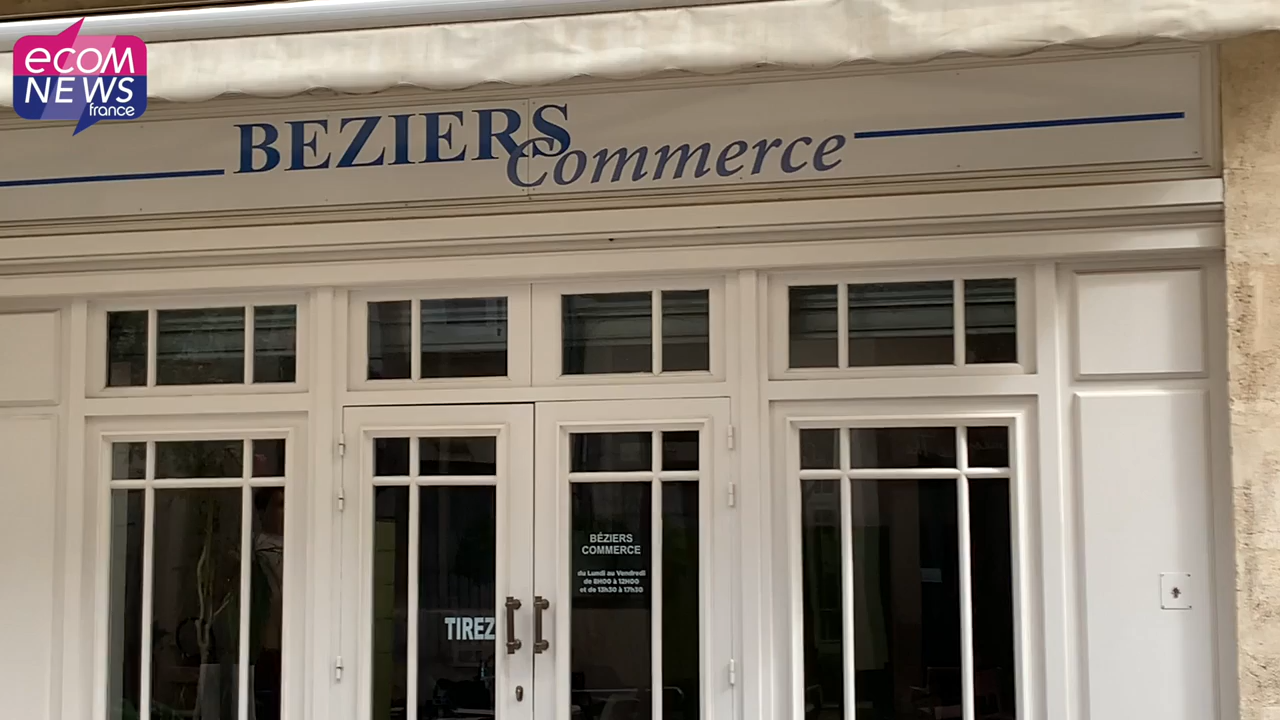 ecom
NEWS
france
BEZIERS
Commerce
BÉZIERS
COMMERCE
du Lundi au Vendredi
de 8H00 à 12H00
et de 13h30 à 17h30
TIREZ